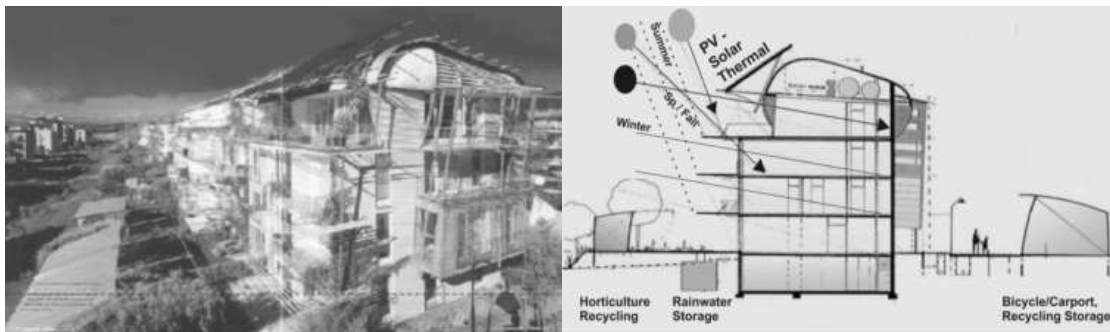 Summer
PV -
Solar
Thermal
Sp./ Fall
Winter
Horticulture
Recycling
Rainwater
Storage
Bicycle/Carport,
Recycling Storage